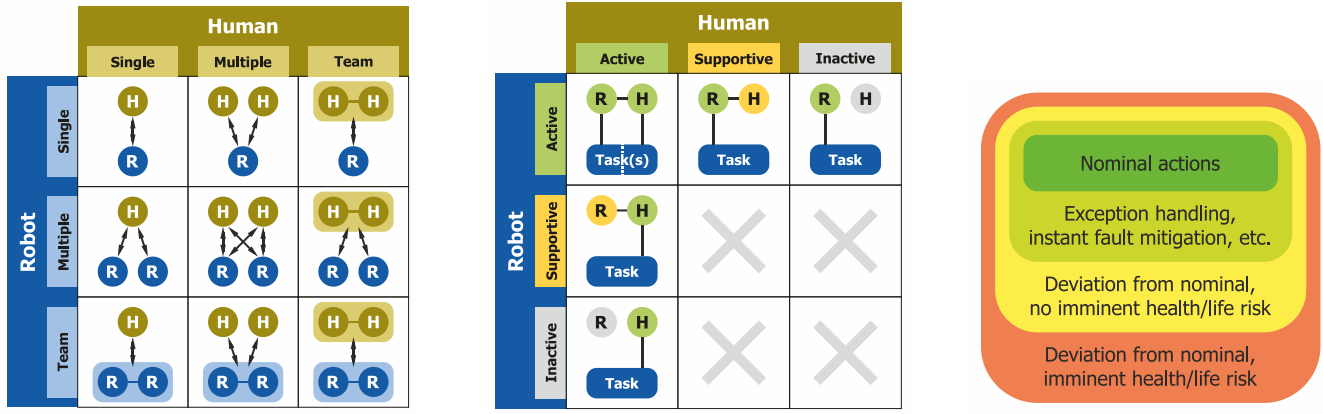 Human
Single Multiple Team
Robot
Single
H H H H H
R R R
Multiple
H H H H H
R R R R R R
Team
H H H H H
R R R R R R
Human
Active Supportive Inactive
Robot
Active
R H R H R H
Task(s) Task Task
Supportive
R H
Task
Inactive
R H
Task
Nominal actions
Exception handling,
instant fault mitigation, etc.
Deviation from nominal,
no imminent health/life risk
Deviation from nominal,
imminent health/life risk